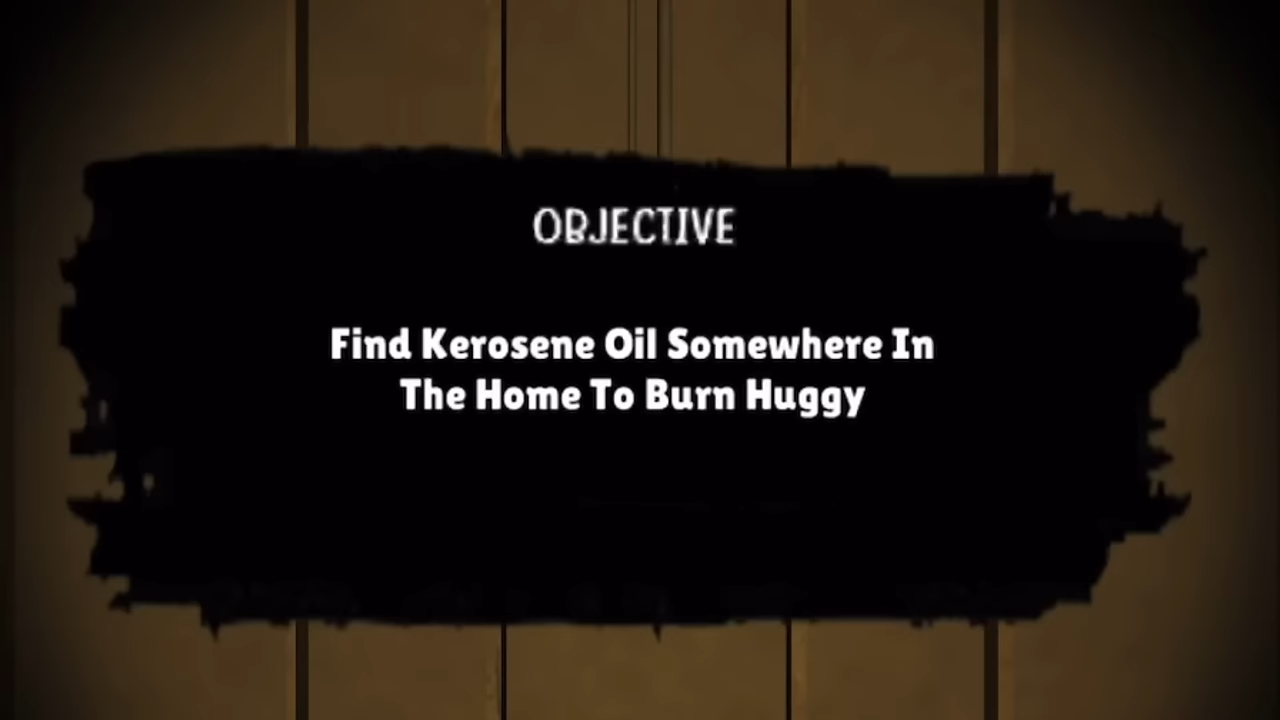 OBJECTIVE
Find Kerosene Oil Somewhere In
The Home To Burn Huggy